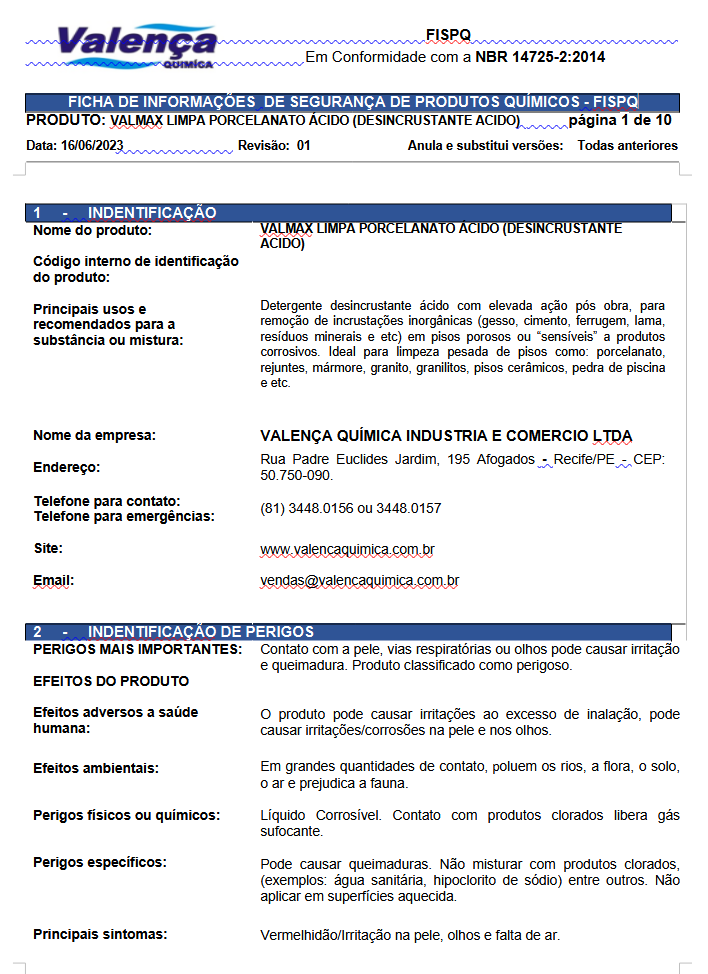 Valença
QUÍMICA
FISPQ
Em Conformidade com a NBR 14725-2:2014
FICHA DE INFORMAÇÕES DE SEGURANÇA DE PRODUTOS QUÍMICOS - FISPQ
PRODUTO: VALMAX LIMPA PORCELANATO ÁCIDO (DESINCRUSTANTE ACIDO) página 1 de 10
Data: 16/06/2023 Revisão: 01 Anula e substitui versões: Todas anteriores
1 - INDENTIFICAÇÃO
Nome do produto: VALMAX LIMPA PORCELANATO ÁCIDO (DESINCRUSTANTE
ACIDO)
Código interno de identificação
do produto:
Principais usos e
recomendados para a
substância ou mistura:
Detergente desincrustante ácido com elevada ação pós obra, para
remoção de incrustações inorgânicas (gesso, cimento, ferrugem, lama,
resíduos minerais e etc) em pisos porosos ou “sensíveis” a produtos
corrosivos. Ideal para limpeza pesada de pisos como: porcelanato,
rejuntes, mármore, granito, granilitos, pisos cerâmicos, pedra de piscina
e etc.
Nome da empresa: VALENÇA QUÍMICA INDUSTRIA E COMERCIO LTDA
Endereço:
Rua Padre Euclides Jardim, 195 Afogados - Recife/PE - CEP:
50.750-090.
Telefone para contato:
Telefone para emergências:
(81) 3448.0156 ou 3448.0157
Site: www.valencaquimica.com.br
Email: vendas@valencaquimica.com.br
2 - INDENTIFICAÇÃO DE PERIGOS
PERIGOS MAIS IMPORTANTES: Contato com a pele, vias respiratórias ou olhos pode causar irritação
e queimadura. Produto classificado como perigoso.
EFEITOS DO PRODUTO
Efeitos adversos a saúde
humana:
O produto pode causar irritações ao excesso de inalação, pode
causar irritações/corrosões na pele e nos olhos.
Efeitos ambientais: Em grandes quantidades de contato, poluem os rios, a flora, o solo,
o ar e prejudica a fauna.
Perigos físicos ou químicos: Líquido Corrosível. Contato com produtos clorados libera gás
sufocante.
Perigos específicos: Pode causar queimaduras. Não misturar com produtos clorados,
(exemplos: água sanitária, hipoclorito de sódio) entre outros. Não
aplicar em superfícies aquecida.
Principais sintomas: Vermelhidão/Irritação na pele, olhos e falta de ar.